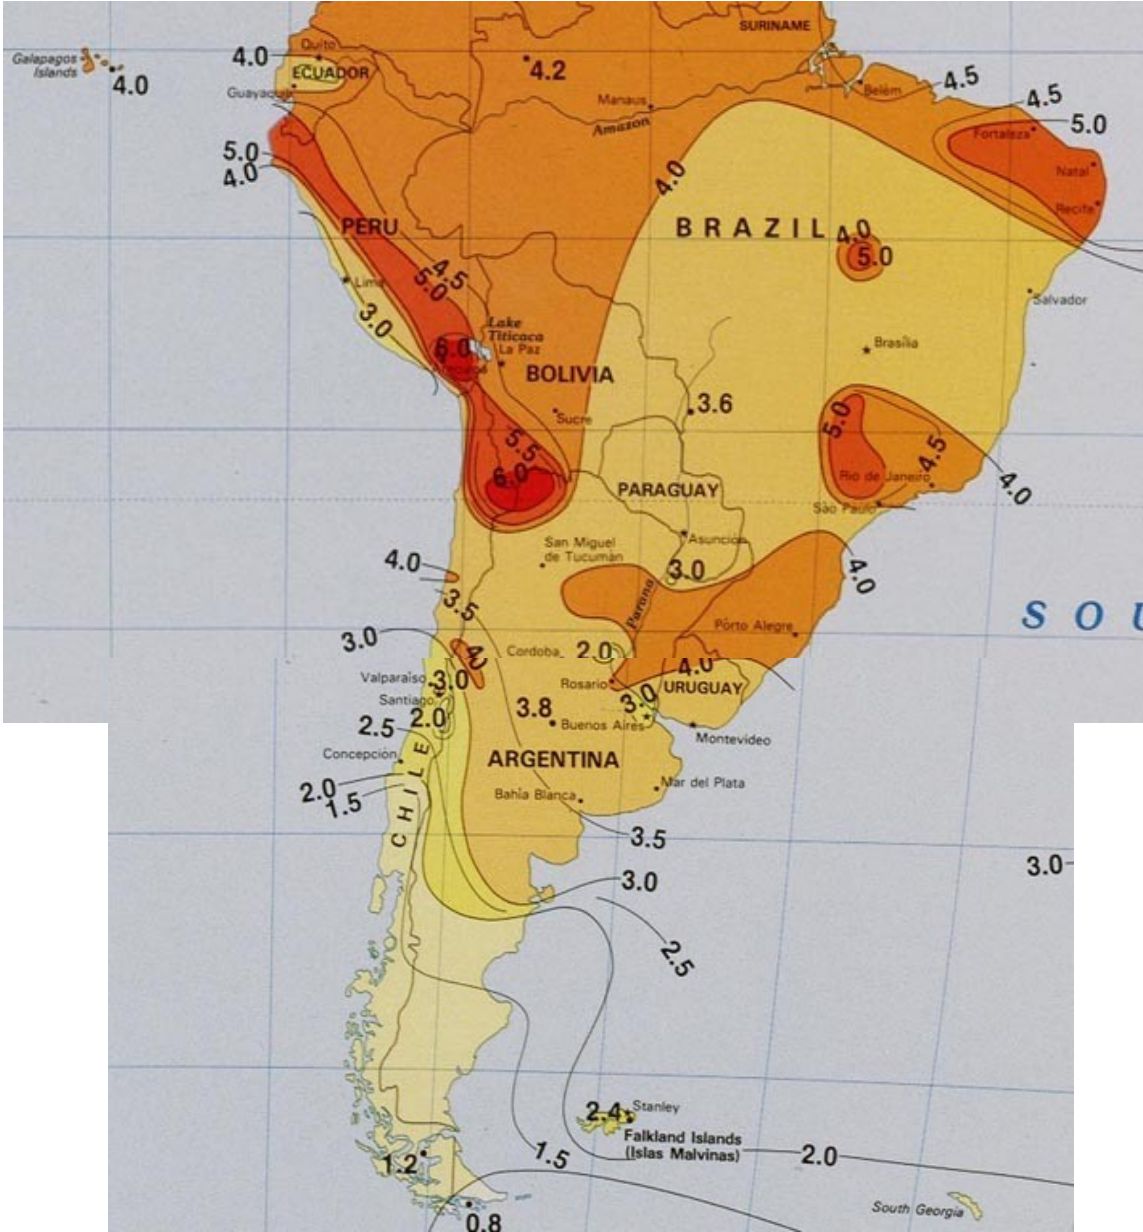 SURINAME
Quito
4.0
Galapagos
Islands
4.0
ECUADOR
4.2
Guayaquil
Manaus
Amazon
Belém
4.5
4.5
5.0
Fortaleza
Natal
Recife
5.0
4.0
4.0
PERU
BRAZIL
4.0
5.0
4.5
5.0
Lima
3.0
Salvador
Lake
Titicaca
6.0
La Paz
Brasília
BOLIVIA
3.6
Sucre
5.0
5.5
4.5
6.0
Rio de Janeiro
4.0
PARAGUAY
São Paulo
San Miguel
de Tucumán
Asunción
4.0
3.0
4.0
3.5
Parana
SOU
Porto Alegre
3.0
Cordoba
2.0
4.0
4.0
Valparaiso
3.0
Rosario
URUGUAY
Santiago
3.0
2.0
3.8
2.5
Buenos Aires
Montevideo
Concepción
ARGENTINA
CHILE
2.0
Mar del Plata
1.5
Bahía Blanca
3.5
3.0
3.0
2.5
2.4
Stanley
Falkland Islands
(Islas Malvinas)
2.0
1.2
1.5
South Georgia
0.8